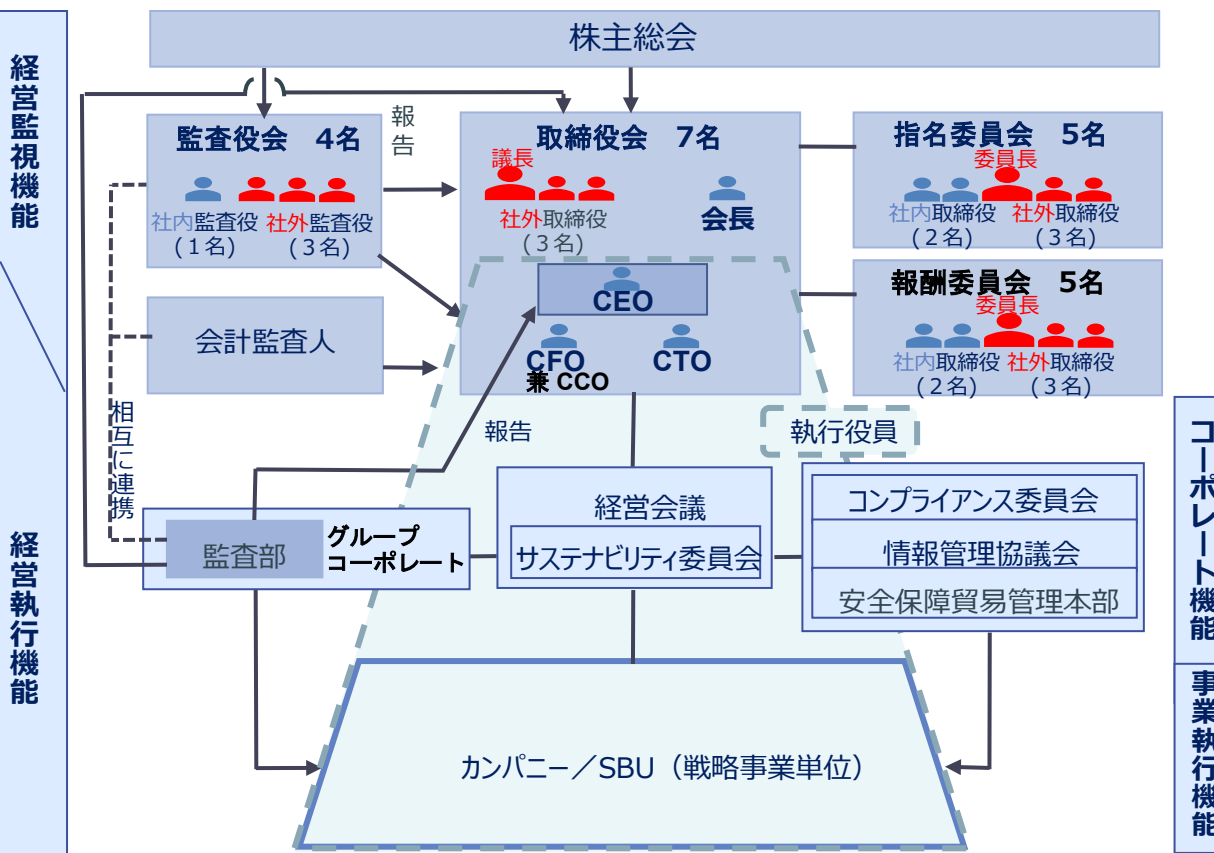 株主総会
経営監視機能
監査役会 4名
社内監査役
(1名)
社外監査役
(3名)
報告
取締役会 7名
議長
社外取締役
(3名)
会長
CEO
CFO
兼 CCO
CTO
指名委員会 5名
委員長
社内取締役
(2名)
社外取締役
(3名)
報酬委員会 5名
委員長
社内取締役
(2名)
社外取締役
(3名)
会計監査人
相互に連携
報告
執行役員
経営執行機能
監査部
グループ
コーポレート
経営会議
サステナビリティ委員会
コンプライアンス委員会
情報管理協議会
安全保障貿易管理本部
コーポレート機能
カンパニー／SBU（戦略事業単位）
事業執行機能